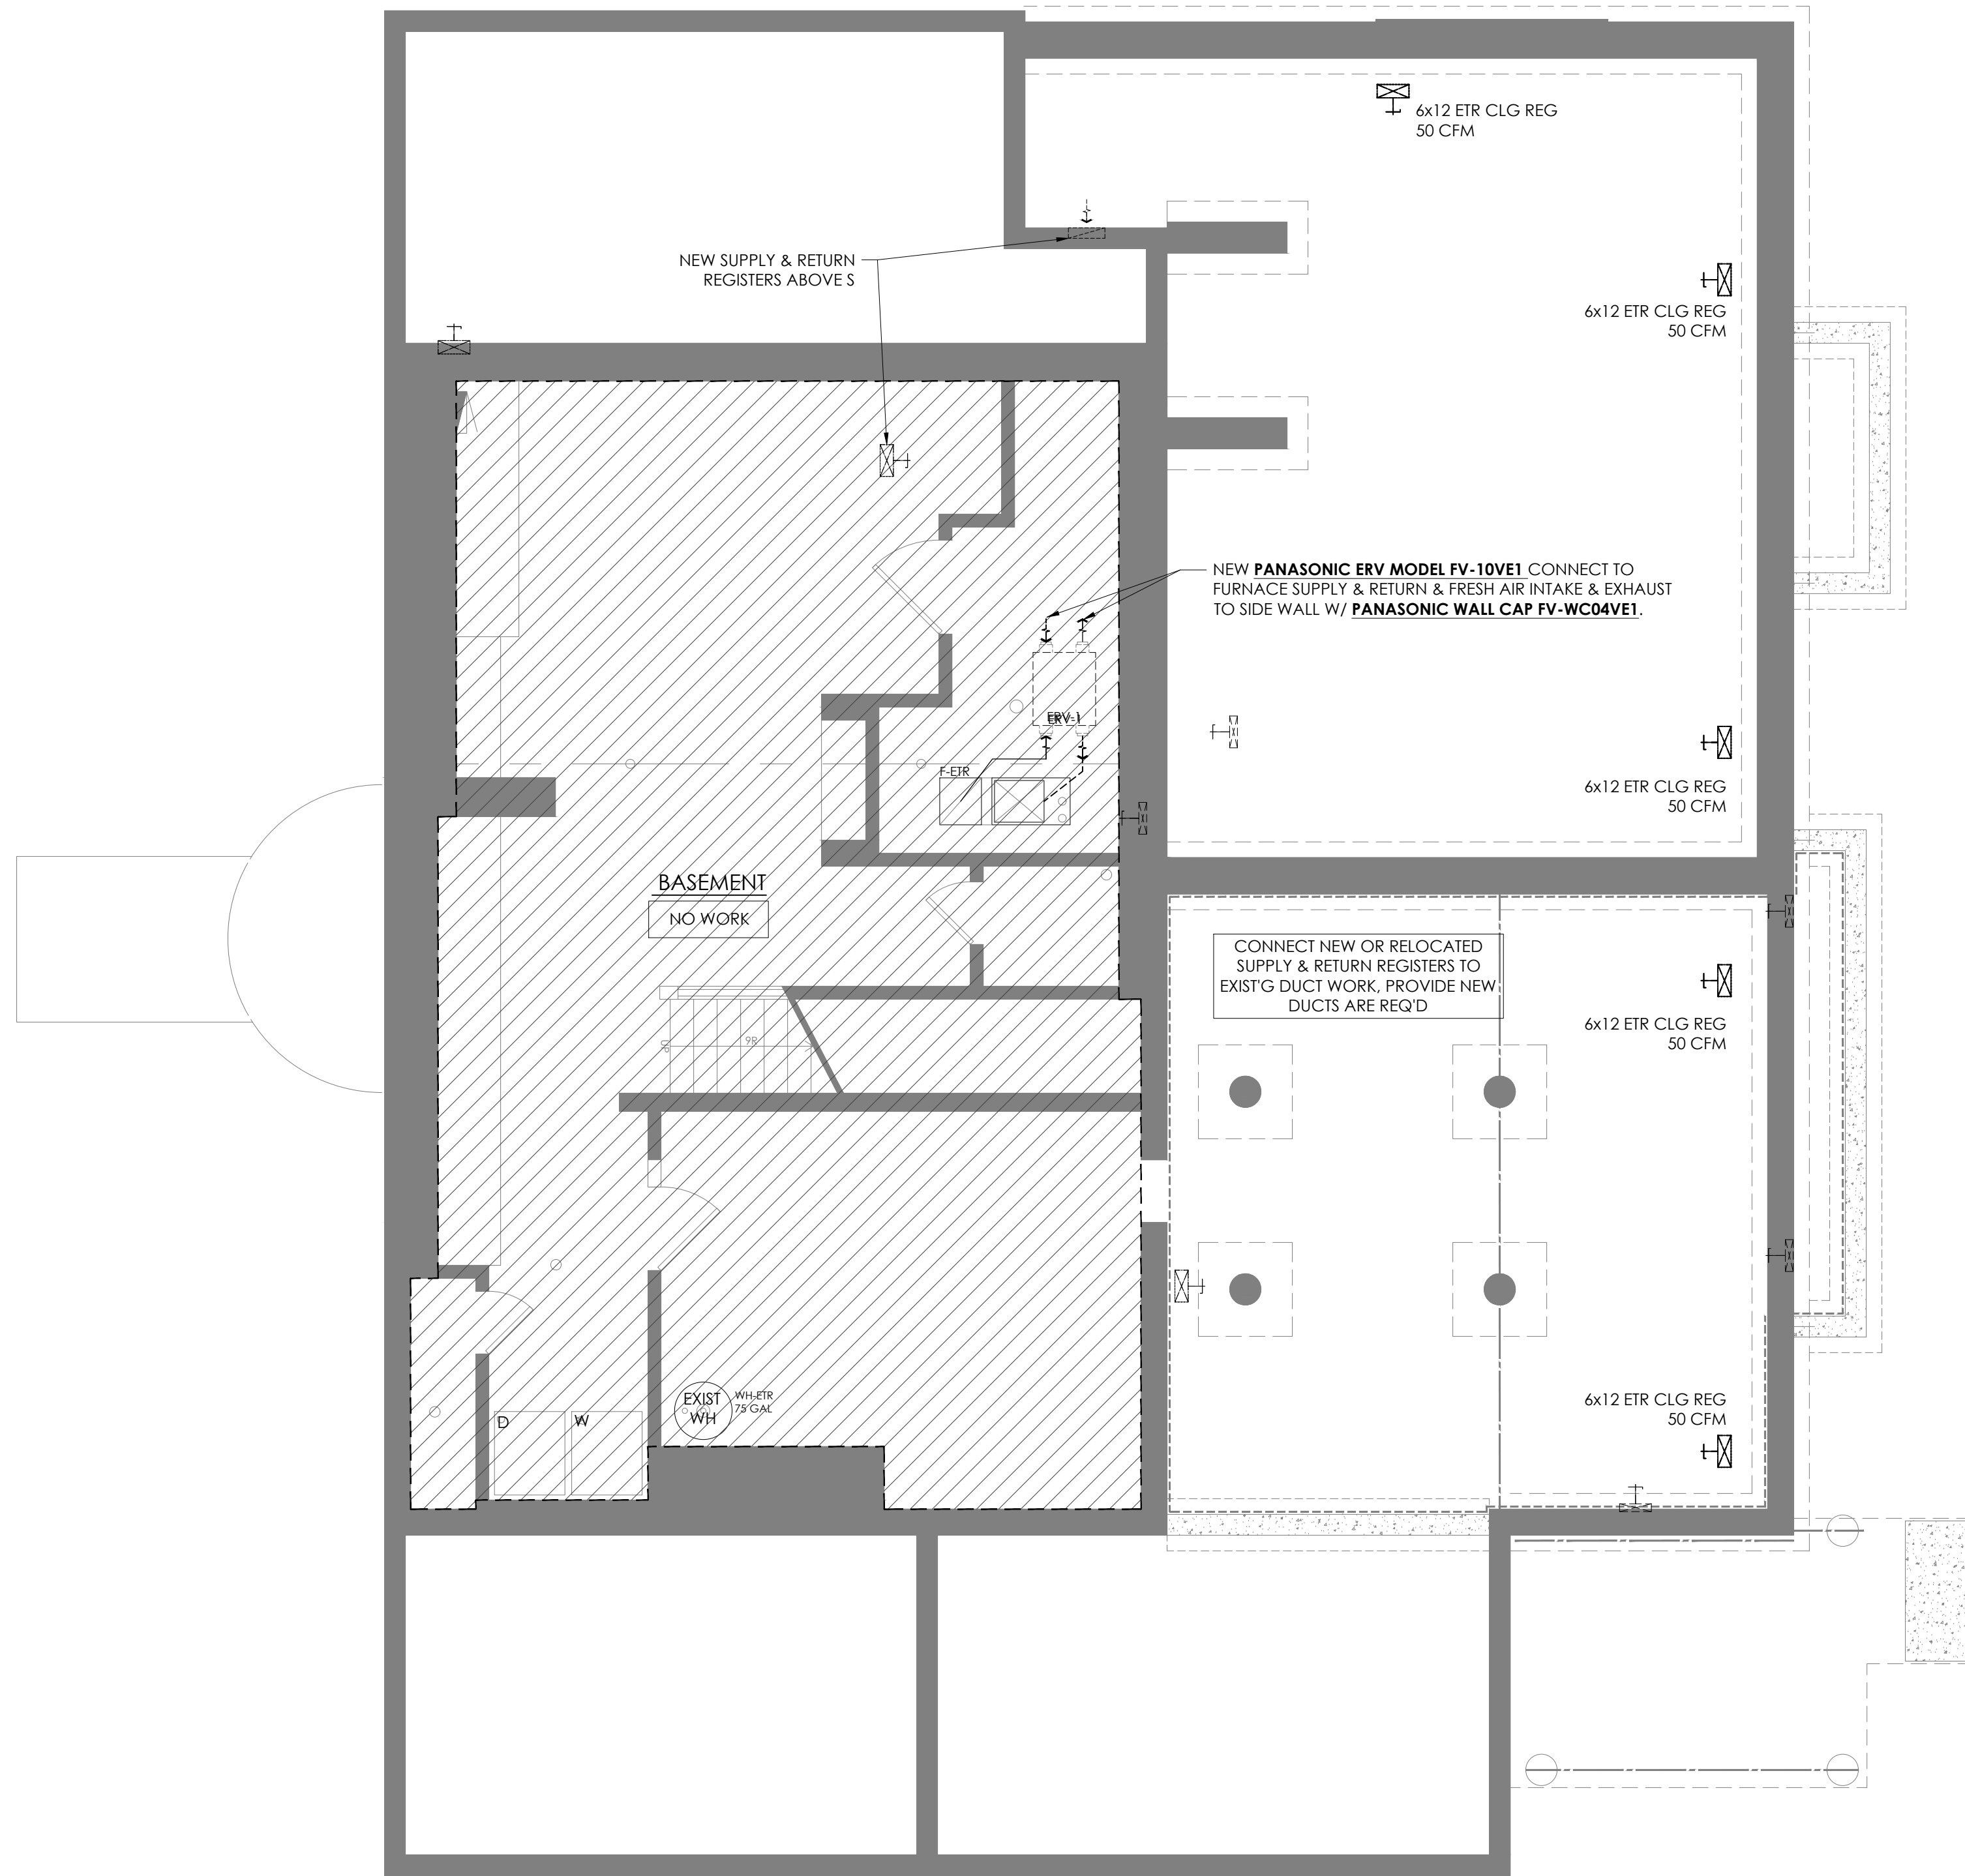 6x12 ETR CLG REG
50 CFM
NEW SUPPLY & RETURN
REGISTERS ABOVE S
6x12 ETR CLG REG
50 CFM
NEW PANASONIC ERV MODEL FV-10VE1 CONNECT TO
FURNACE SUPPLY & RETURN & FRESH AIR INTAKE & EXHAUST
TO SIDE WALL W/ PANASONIC WALL CAP FV-WC04VE1.
ERV-1
F-ETR
6x12 ETR CLG REG
50 CFM
BASEMENT
NO WORK
CONNECT NEW OR RELOCATED
SUPPLY & RETURN REGISTERS TO
EXIST'G DUCT WORK, PROVIDE NEW
DUCTS ARE REQ'D
6x12 ETR CLG REG
50 CFM
9R
EXIST
WH
WH-ETR
75 GAL
D
W
6x12 ETR CLG REG
50 CFM